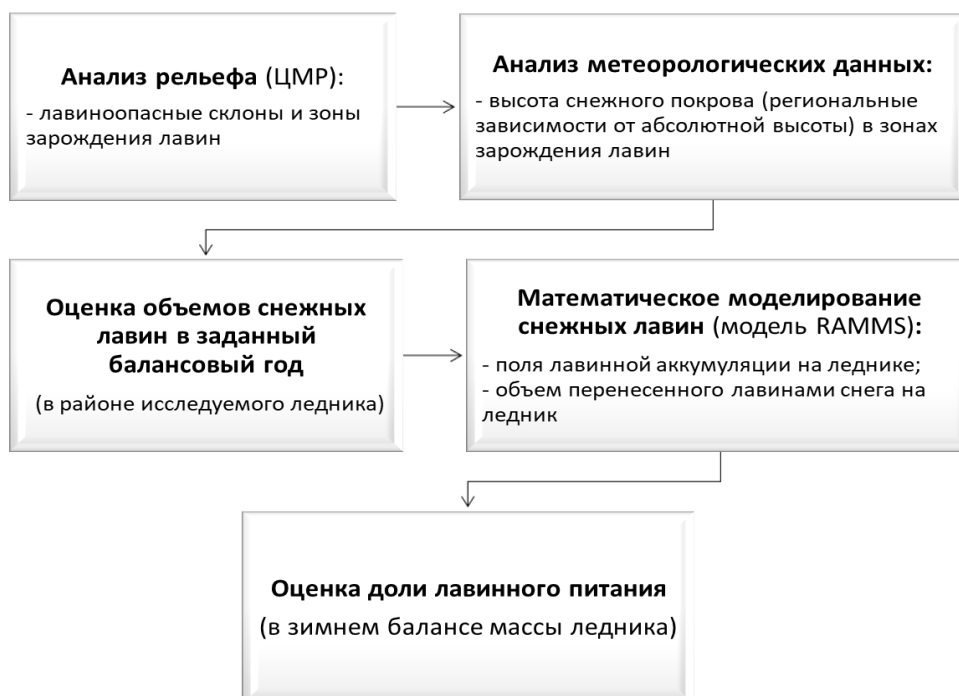 Анализ рельефа (ЦМР):
- лавиноопасные склоны и зоны
зарождения лавин
Анализ метеорологических данных:
- высота снежного покрова (региональные
зависимости от абсолютной высоты) в зонах
зарождения лавин
Оценка объемов снежных
лавин в заданный
балансовый год
(в районе исследуемого ледника)
Математическое моделирование
снежных лавин (модель RAMMS):
- поля лавинной аккумуляции на леднике;
- объем перенесенного лавинами снега на
ледник
Оценка доли лавинного питания
(в зимнем балансе массы ледника)